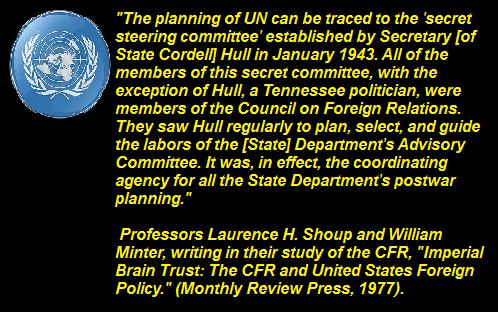 "The planning of UN can be traced to the 'secret
steering committee' established by Secretary [of
State Cordell] Hull in January 1943. All of the
members of this secret committee, with the
exception of Hull, a Tennessee politician, were
members of the Council on Foreign Relations.
They saw Hull regularly to plan, select, and guide
the labors of the [State] Department's Advisory
Committee. It was, in effect, the coordinating
agency for all the State Department's postwar
planning."
Professors Laurence H. Shoup and William
Minter, writing in their study of the CFR, "Imperial
Brain Trust: The CFR and United States Foreign
Policy." (Monthly Review Press, 1977).